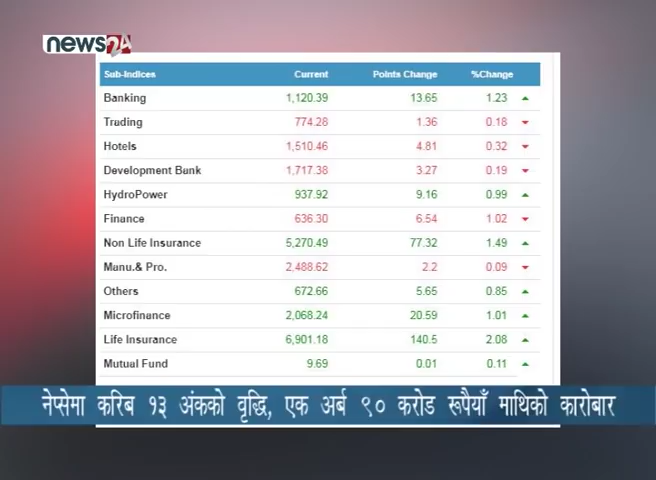 news24
Sub-Indices Current Points Change %Change
Banking 1,120.39 13.65 1.23
Trading 774.28 1.36 0.18
Hotels 1,510.46 4.81 0.32
Development Bank 1,717.38 3.27 0.19
HydroPower 937.92 9.16 0.99
Finance 636.30 6.54 1.02
Non Life Insurance 5,270.49 77.32 1.49
Manu.& Pro. 2,488.62 2.2 0.09
Others 672.66 5.65 0.85
Microfinance 2,068.24 20.59 1.01
Life Insurance 6,901.18 140.5 2.08
Mutual Fund 9.69 0.01 0.11
नेप्सेमा करिब १३ अंकको वृद्धि, एक अर्ब ९० करोड रूपैयाँ माथिको कारोबार